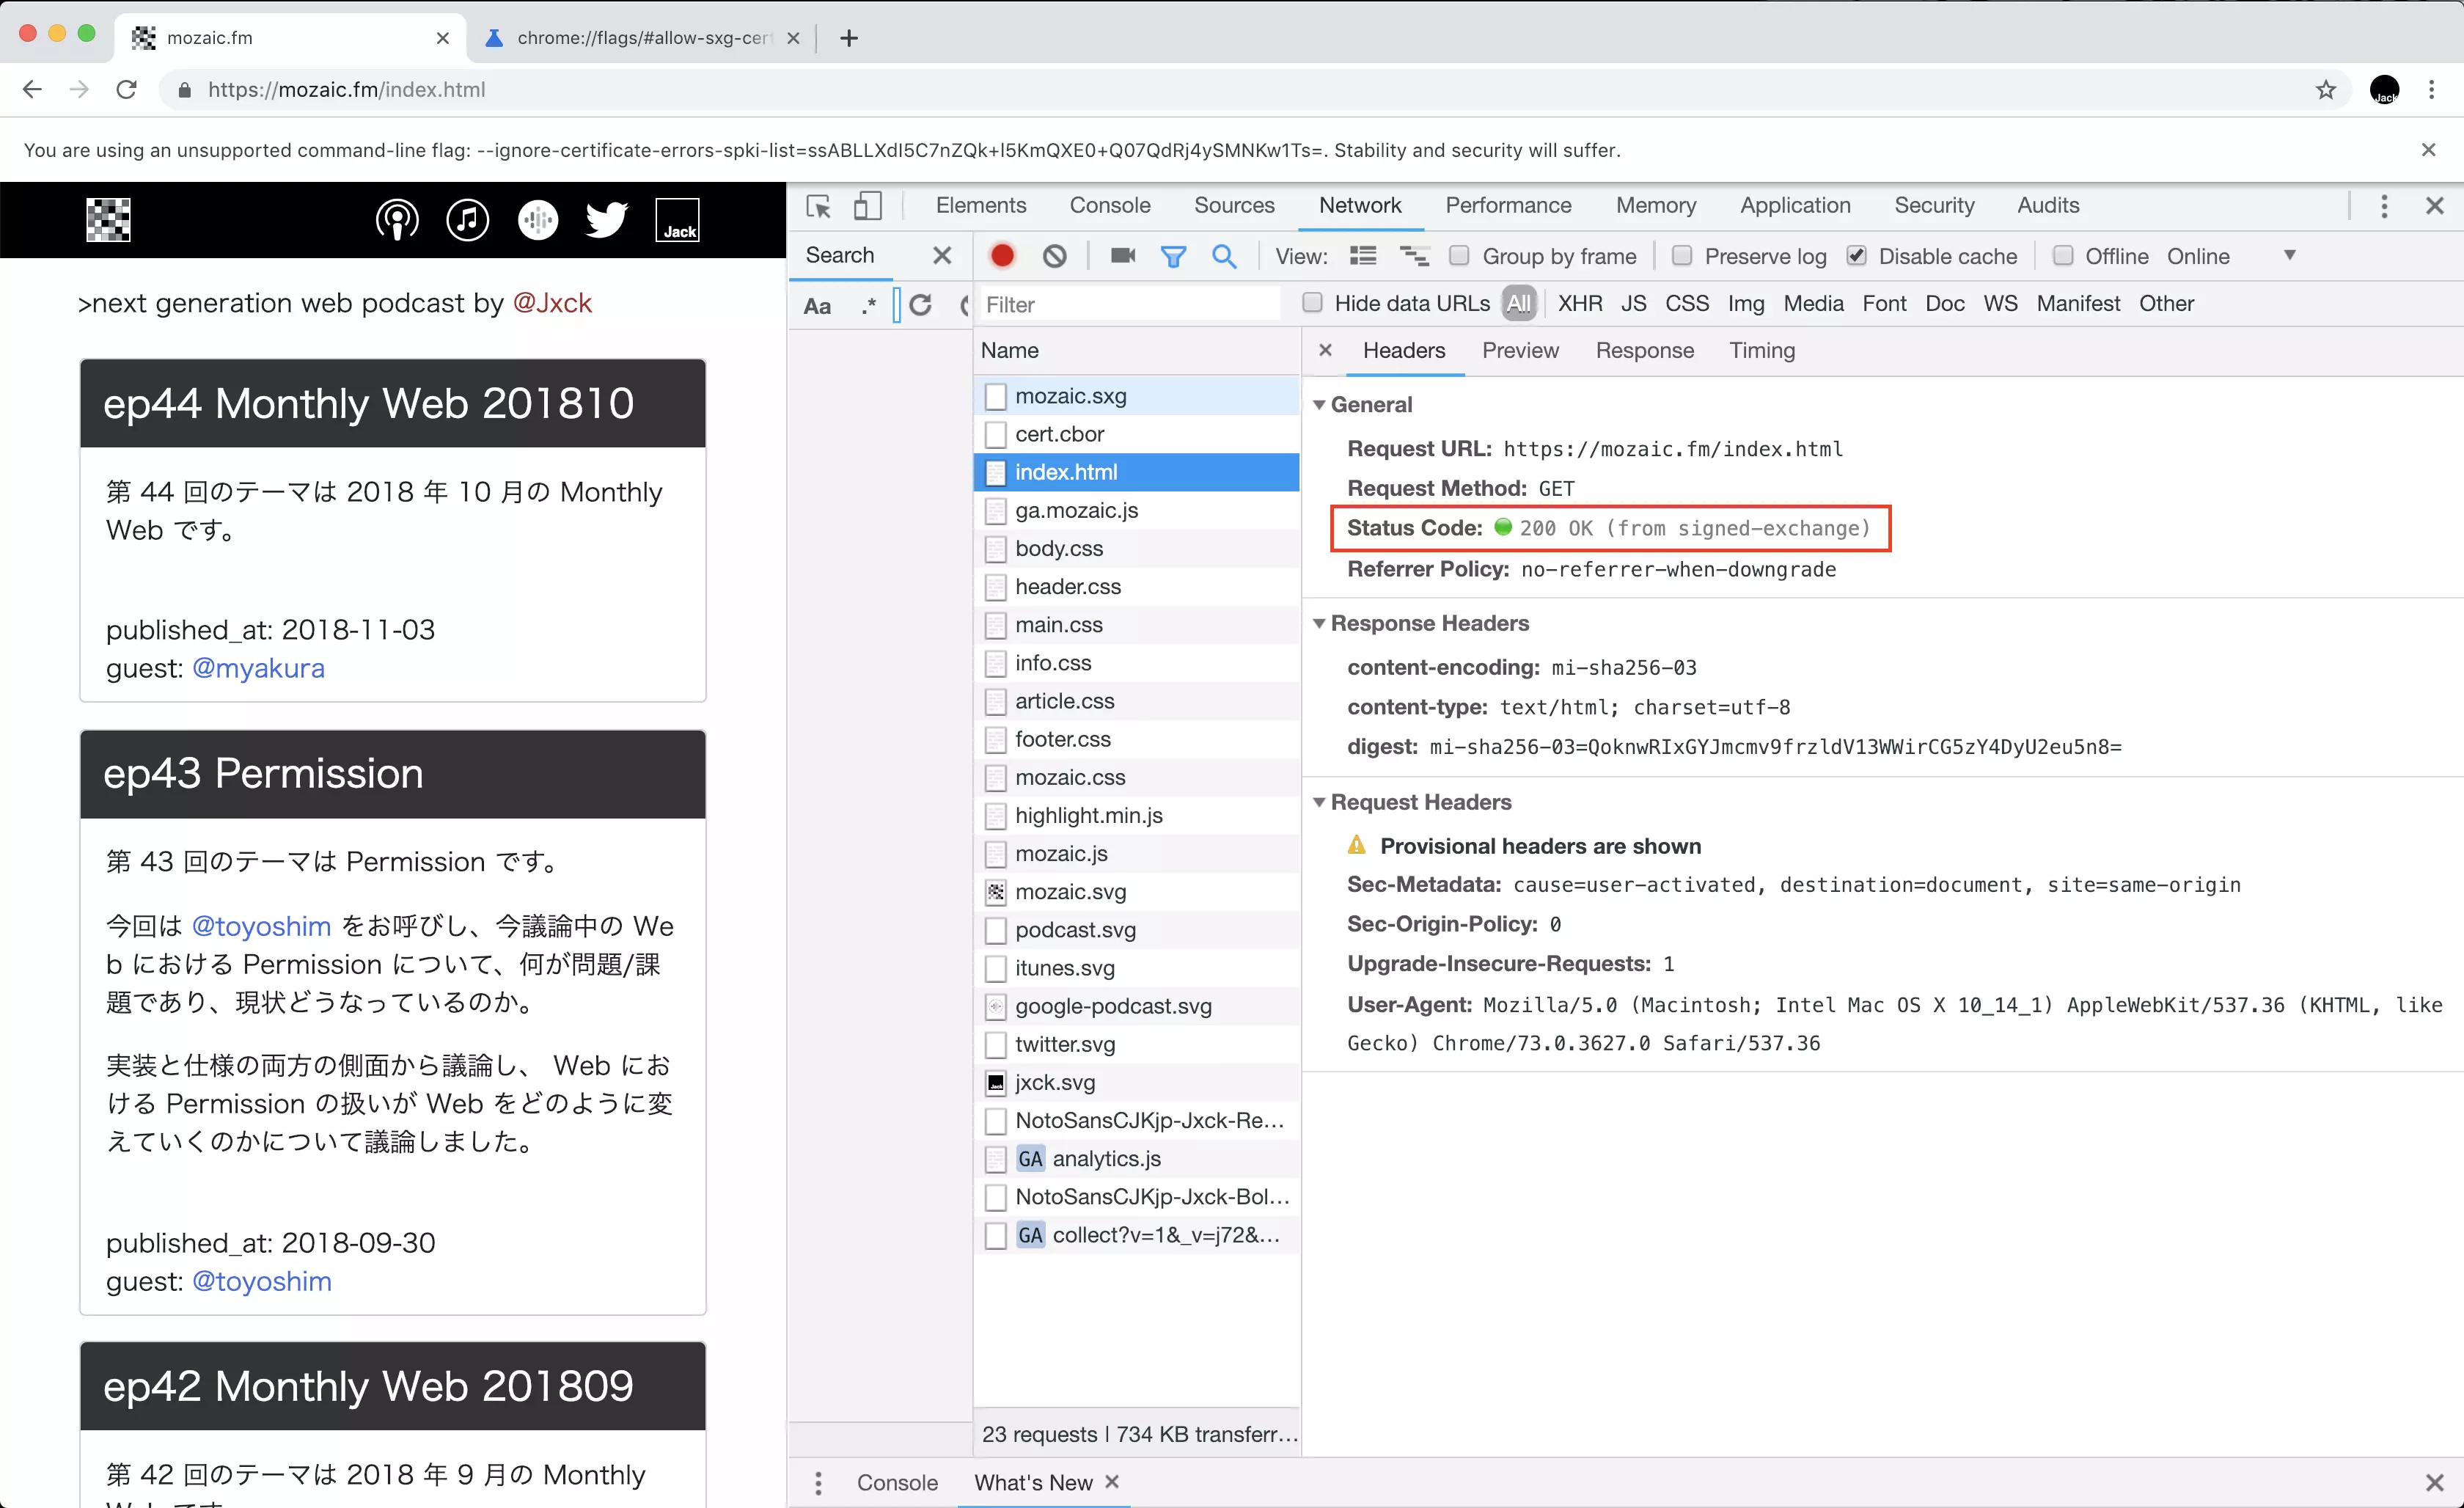 mozaic.fm
chrome://flags/#allow-sxg-cert
https://mozaic.fm/index.html
You are using an unsupported command-line flag: --ignore-certificate-errors-spki-list=ssABLLXdI5C7nZQk+I5KmQXE0+Q07QdRj4ySMNKw1Ts=. Stability and security will suffer.
Jack
>next generation web podcast by @Jxck
ep44 Monthly Web 201810
第 44 回のテーマは 2018 年 10 月の Monthly
Web です。
published_at: 2018-11-03
guest: @myakura
ep43 Permission
第 43 回のテーマは Permission です。
今回は @toyoshim をお呼びし、今議論中の We
b における Permission について、何が問題/課
題であり、現状どうなっているのか。
実装と仕様の両方の側面から議論し、 Web にお
ける Permission の扱いが Web をどのように変
えていくのかについて議論しました。
published_at: 2018-09-30
guest: @toyoshim
ep42 Monthly Web 201809
第 42 回のテーマは 2018 年 9 月の Monthly
Elements Console Sources Network Performance Memory Application Security Audits
Search
View: Group by frame Preserve log Disable cache Offline Online
Aa .*
Filter
Hide data URLs All XHR JS CSS Img Media Font Doc WS Manifest Other
Name
mozaic.sxg
cert.cbor
index.html
ga.mozaic.js
body.css
header.css
main.css
info.css
article.css
footer.css
mozaic.css
highlight.min.js
mozaic.js
mozaic.svg
podcast.svg
itunes.svg
google-podcast.svg
twitter.svg
jxck.svg
NotoSansCJKjp-Jxck-Re…
GA analytics.js
NotoSansCJKjp-Jxck-Bol…
GA collect?v=1&_v=j72&…
23 requests | 734 KB transferr…
Headers Preview Response Timing
General
Request URL: https://mozaic.fm/index.html
Request Method: GET
Status Code: 200 OK (from signed-exchange)
Referrer Policy: no-referrer-when-downgrade
Response Headers
content-encoding: mi-sha256-03
content-type: text/html; charset=utf-8
digest: mi-sha256-03=QoknwRIxGYJmcmv9frzldV13WWirCG5zY4DyU2eu5n8=
Request Headers
Provisional headers are shown
Sec-Metadata: cause=user-activated, destination=document, site=same-origin
Sec-Origin-Policy: 0
Upgrade-Insecure-Requests: 1
User-Agent: Mozilla/5.0 (Macintosh; Intel Mac OS X 10_14_1) AppleWebKit/537.36 (KHTML, like
Gecko) Chrome/73.0.3627.0 Safari/537.36
Console What's New